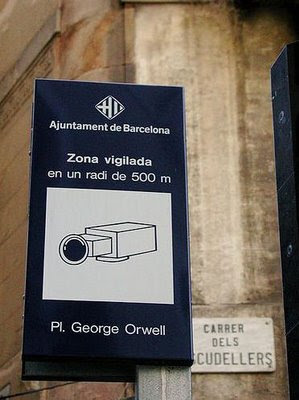 Ajuntament de Barcelona
Zona vigilada
en un radi de 500 m
Pl. George Orwell
CARRER
DELS
CUDELLERS